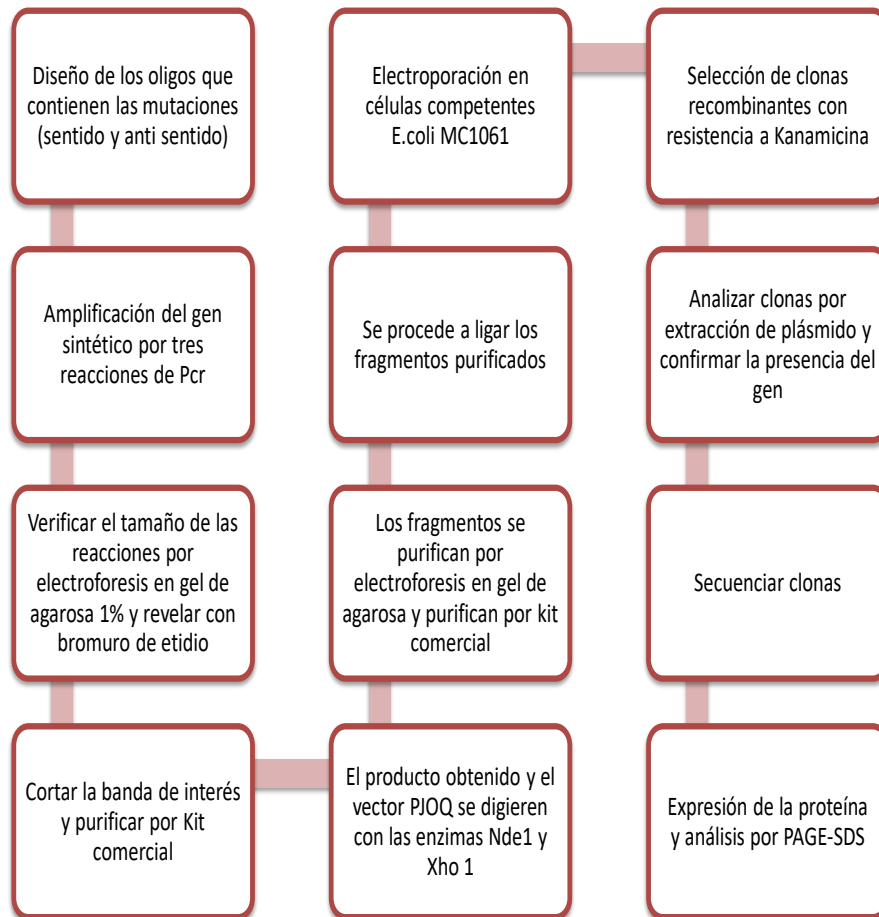 Diseño de los oligos que
contienen las mutaciones
(sentido y anti sentido)
Amplificación del gen
sintético por tres
reacciones de Pcr
Verificar el tamaño de las
reacciones por
electroforesis en gel de
agarosa 1% y revelar con
bromuro de etidio
Cortar la banda de interés
y purificar por Kit
comercial
El producto obtenido y el
vector PJOQ se digieren
con las enzimas Nde1 y
Xho 1
Los fragmentos se
purifican por
electroforesis en gel de
agarosa y purifican por kit
comercial
Se procede a ligar los
fragmentos purificados
Electroporación en
células competentes
E.coli MC1061
Selección de clonas
recombinantes con
resistencia a Kanamicina
Analizar clonas por
extracción de plásmido y
confirmar la presencia del
gen
Secuenciar clonas
Expresión de la proteína
y análisis por PAGE-SDS